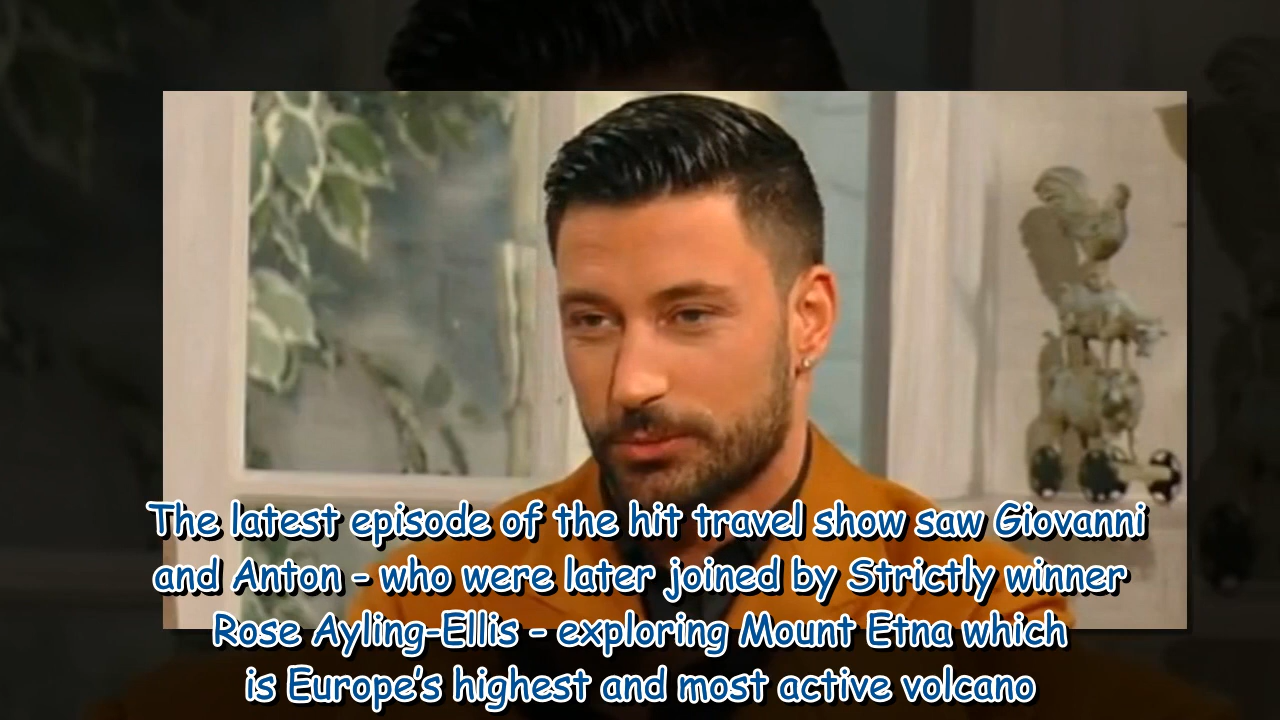 The latest episode of the hit travel show saw Giovanni
and Anton - who were later joined by Strictly winner
Rose Ayling-Ellis - exploring Mount Etna which
is Europe's highest and most active volcano